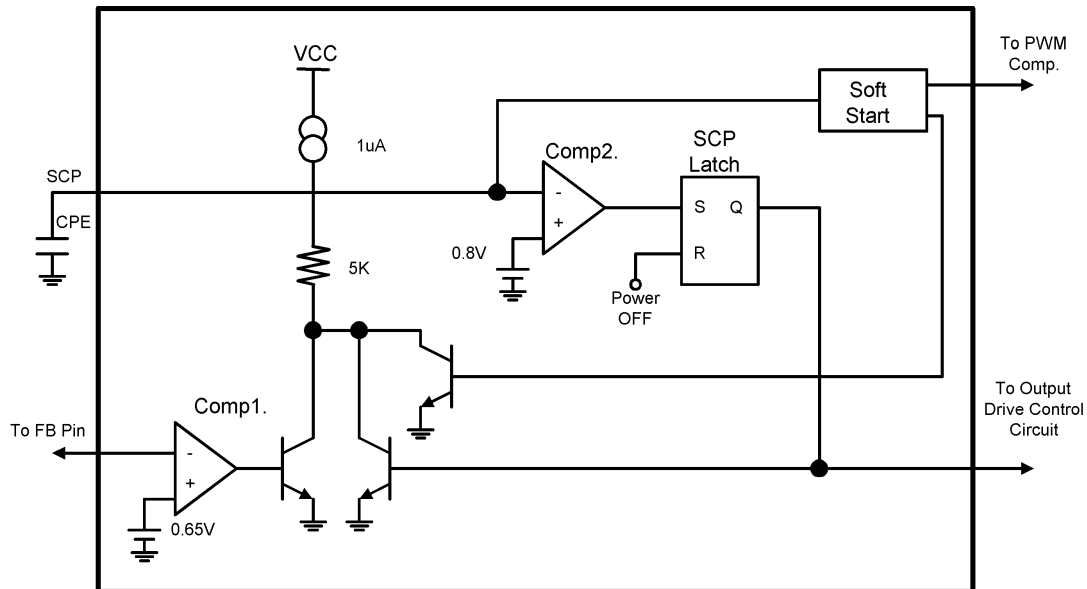 To PWM
Comp.
VCC
Soft
Start
1uA
Comp2.
SCP
Latch
SCP
CPE
-
+
S Q
R
0.8V
5K
Power
OFF
To Output
Drive Control
Circuit
Comp1.
To FB Pin
-
+
0.65V